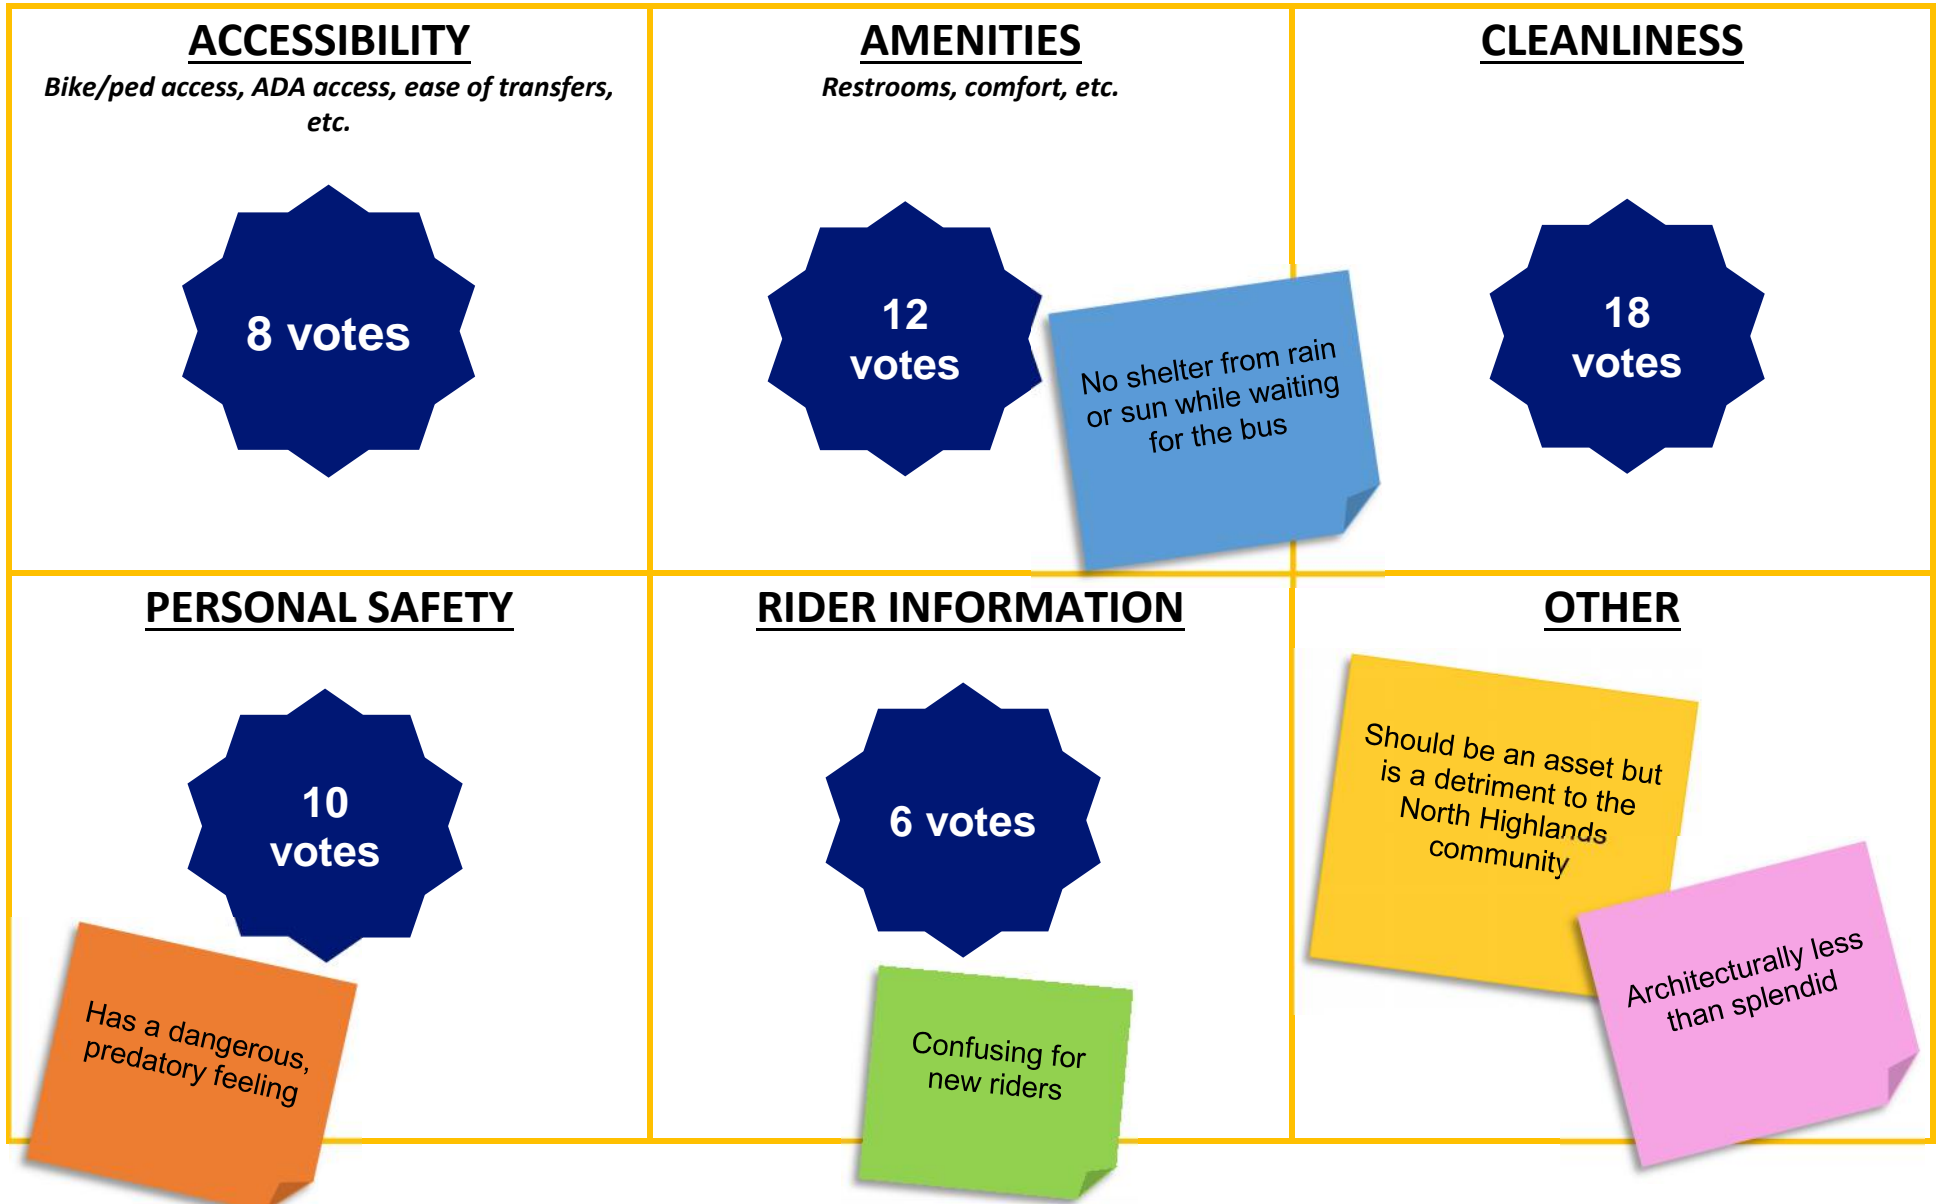 ACCESSIBILITY
Bike/ped access, ADA access, ease of transfers,
etc.
8 votes
AMENITIES
Restrooms, comfort, etc.
12
votes
No shelter from rain
or sun while waiting
for the bus
CLEANLINESS
18
votes
PERSONAL SAFETY
10
votes
Has a dangerous,
predatory feeling
RIDER INFORMATION
6 votes
Confusing for
new riders
OTHER
Should be an asset but
is a detriment to the
North Highlands
community
Architecturally less
than splendid